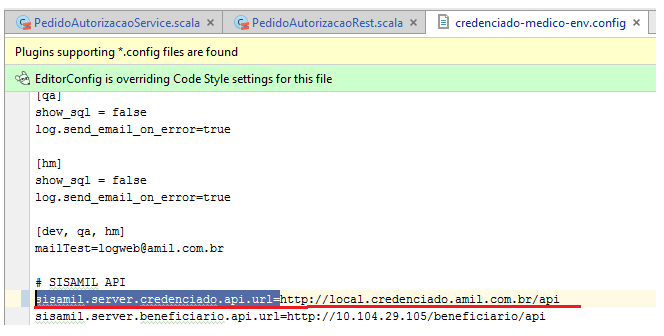 PedidoAutorizacaoService.scala × PedidoAutorizacaoRest.scala × credenciado-medico-env.config ×
Plugins supporting *.config files are found
EditorConfig is overriding Code Style settings for this file
[qa]
show_sql = false
log.send_email_on_error=true
[hm]
show_sql = false
log.send_email_on_error=true
[dev, qa, hm]
mailTest=logweb@amil.com.br
# SISAMIL API
sisamil.server.credenciado.api.url=http://local.credenciado.amil.com.br/api
sisamil.server.beneficiario.api.url=http://10.104.29.105/beneficiario/api